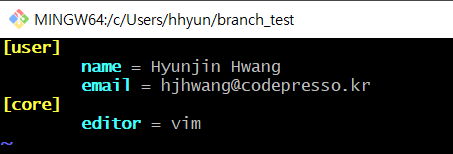 MINGW64:/c/Users/hhyun/branch_test
[user]
name = Hyunjin Hwang
email = hjhwang@codepresso.kr
[core]
editor = vim
~